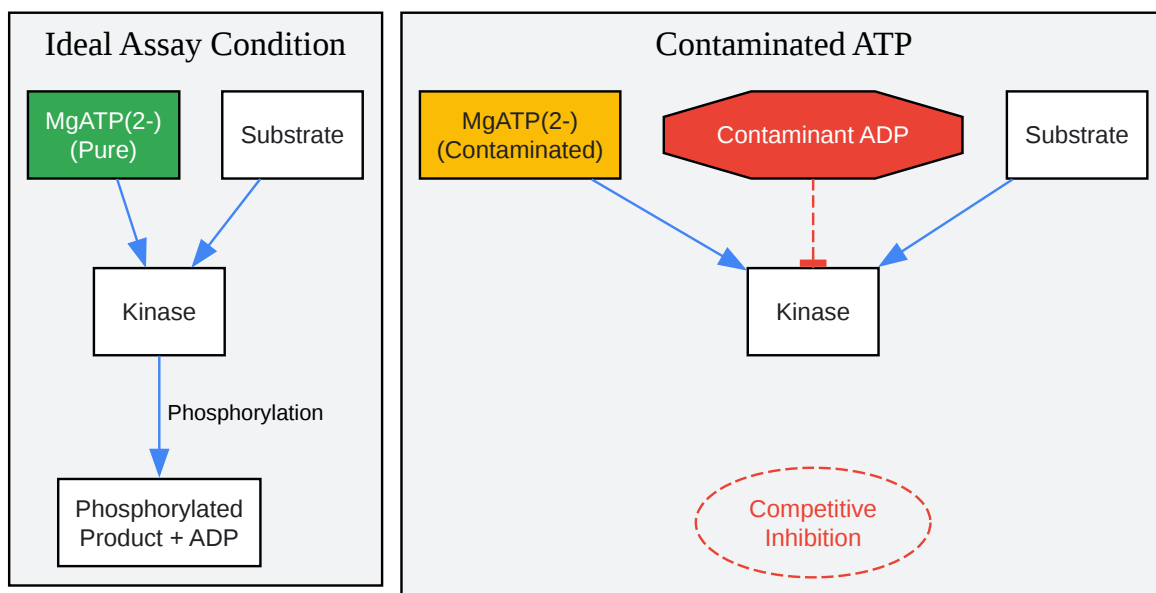 Ideal Assay Condition
MgATP(2-)
(Pure)
Substrate
Kinase
Phosphorylation
Phosphorylated
Product + ADP
Contaminated ATP
MgATP(2-)
(Contaminated)
Contaminant ADP
Substrate
Kinase
Competitive
Inhibition